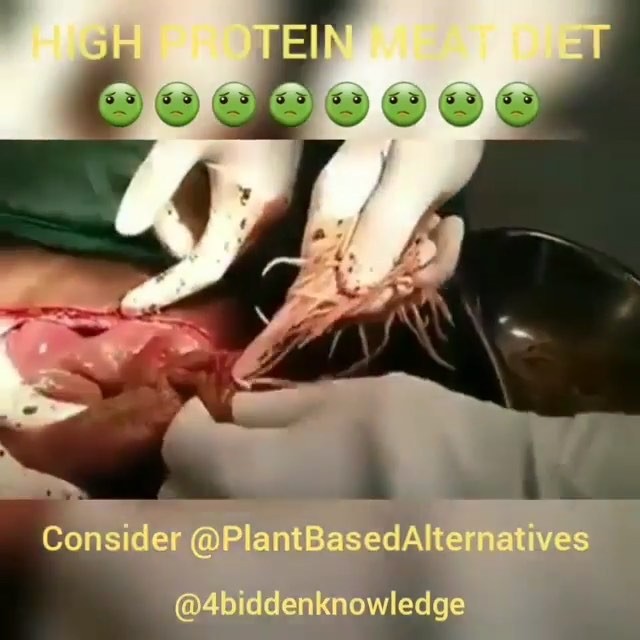 HIGH PROTEIN MEAT DIET
Consider @PlantBasedAlternatives
@4biddenknowledge